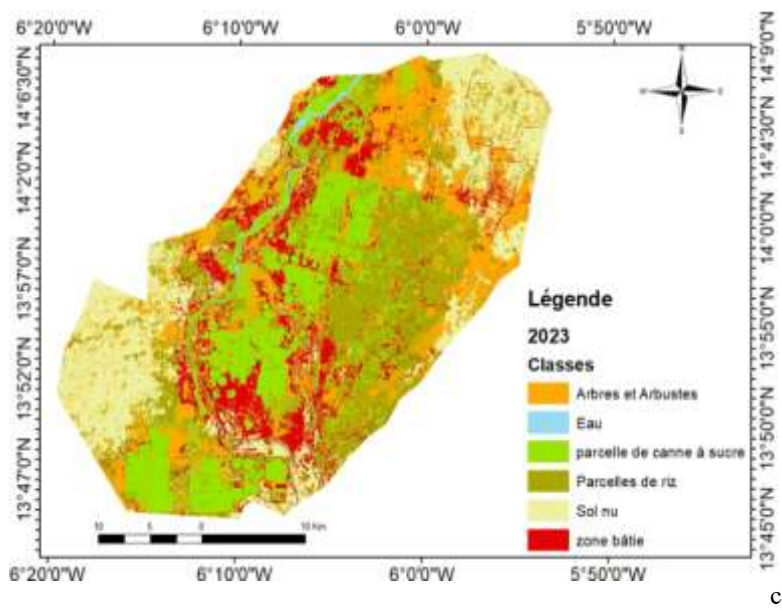 6°20'0"W 6°10'0"W 6°0'0"W 5°50'0"W
14°6'30"N
14°2'0"N
13°57'0"N
13°52'0"N
13°47'0"N
14°9'0"N
14°4'30"N
14°0'0"N
13°55'0"N
13°50'0"N
13°45'0"N
N
S
Légende
2023
Classes
Arbres et Arbustes
Eau
parcelle de canne à sucre
Parcelles de riz
Sol nu
zone bâtie
10 5 0 10 Km
6°20'0"W 6°10'0"W 6°0'0"W 5°50'0"W
c